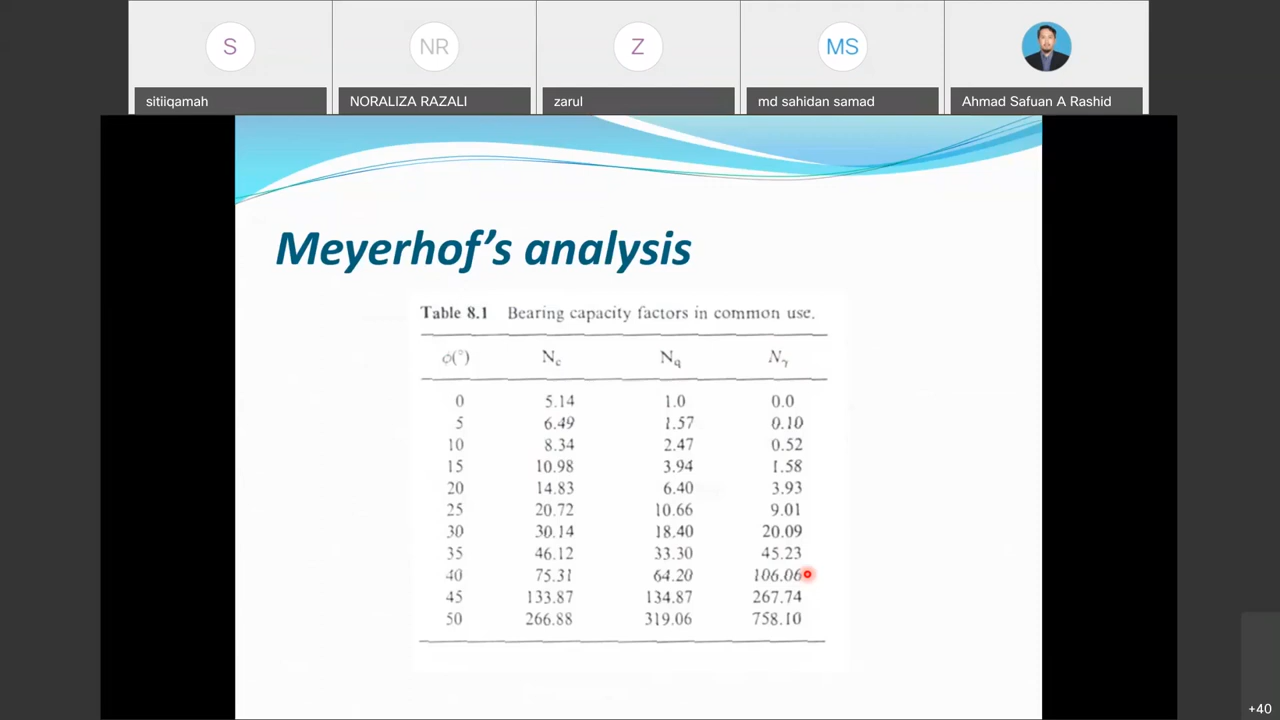 S
NR
Z
MS
sitiiqamah
NORALIZA RAZALI
zarul
md sahidan samad
Ahmad Safuan A Rashid
Meyerhof's analysis
Table 8.1 Bearing capacity factors in common use.
ϕ(°) Nc Nq Nγ
0 5.14 1.0 0.0
5 6.49 1.57 0.10
10 8.34 2.47 0.52
15 10.98 3.94 1.58
20 14.83 6.40 3.93
25 20.72 10.66 9.01
30 30.14 18.40 20.09
35 46.12 33.30 45.23
40 75.31 64.20 106.06
45 133.87 134.87 267.74
50 266.88 319.06 758.10
+40